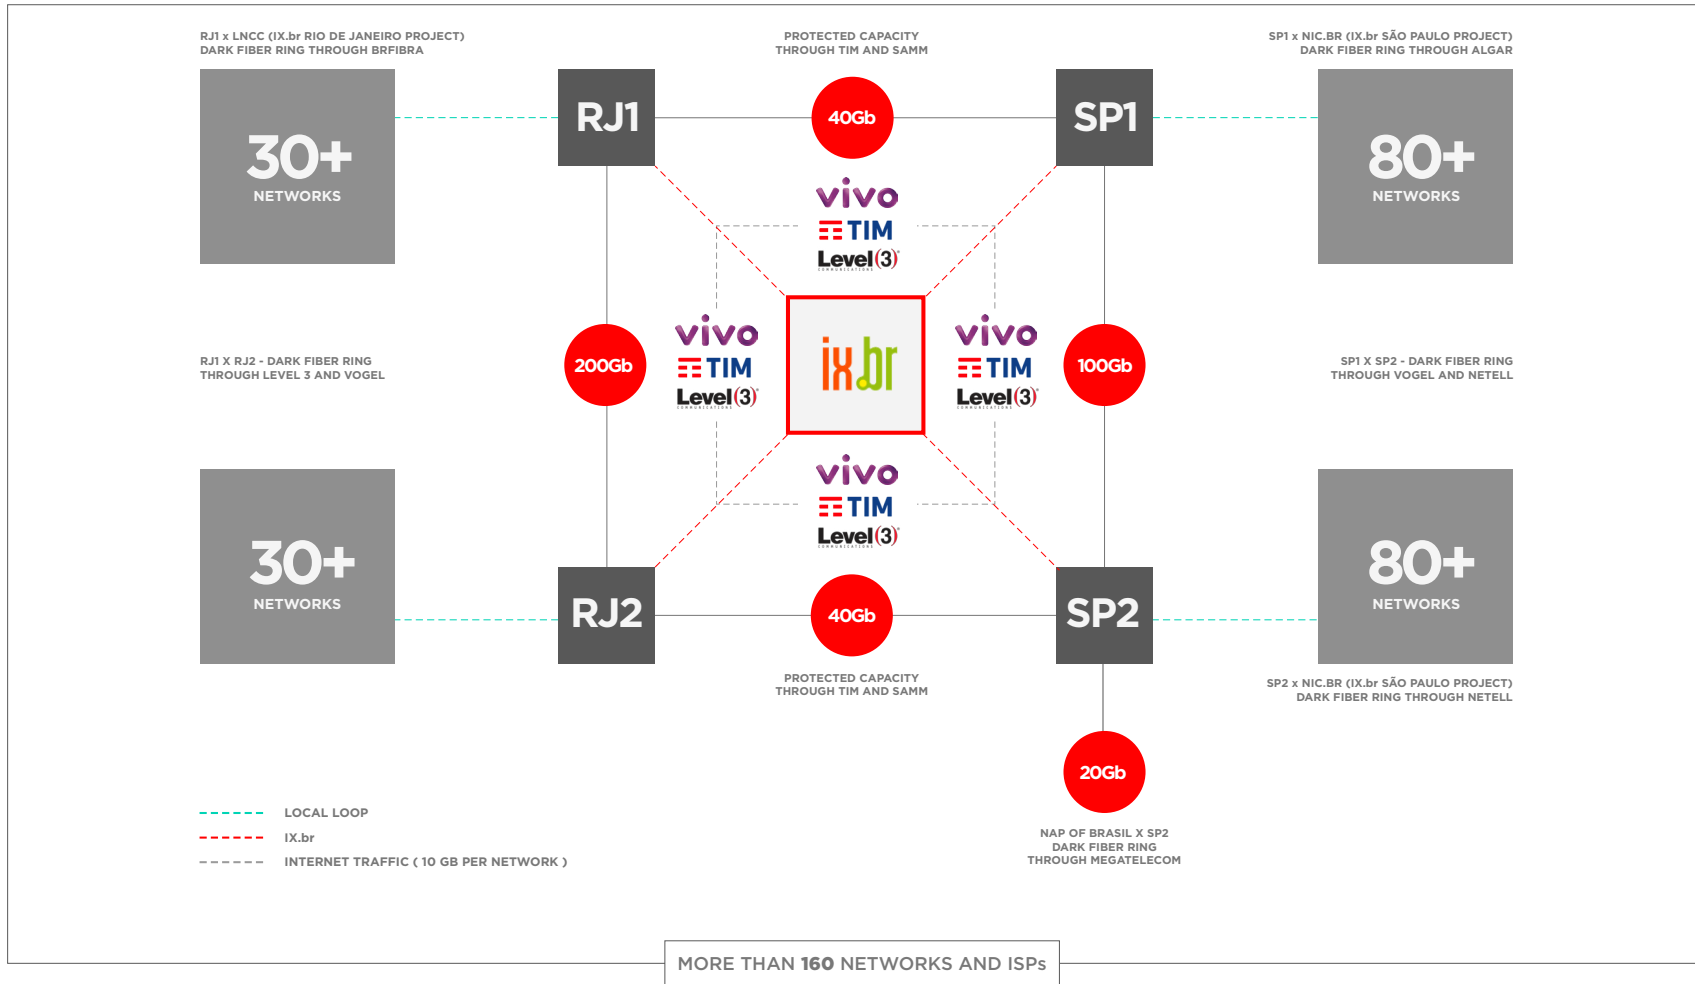 RJ1 x LNCC (IX.br RIO DE JANEIRO PROJECT)
DARK FIBER RING THROUGH BRFIBRA
PROTECTED CAPACITY
THROUGH TIM AND SAMM
SP1 x NIC.BR (IX.br SÃO PAULO PROJECT)
DARK FIBER RING THROUGH ALGAR
30+
NETWORKS
RJ1
40Gb
SP1
80+
NETWORKS
vivo
TIM
Level(3)
COMMUNICATIONS
RJ1 X RJ2 - DARK FIBER RING
THROUGH LEVEL 3 AND VOGEL
200Gb
vivo
TIM
Level(3)
COMMUNICATIONS
ix.br
vivo
TIM
Level(3)
COMMUNICATIONS
100Gb
SP1 X SP2 - DARK FIBER RING
THROUGH VOGEL AND NETELL
vivo
TIM
Level(3)
COMMUNICATIONS
30+
NETWORKS
RJ2
40Gb
SP2
80+
NETWORKS
PROTECTED CAPACITY
THROUGH TIM AND SAMM
SP2 x NIC.BR (IX.br SÃO PAULO PROJECT)
DARK FIBER RING THROUGH NETELL
20Gb
NAP OF BRASIL X SP2
DARK FIBER RING
THROUGH MEGATELECOM
LOCAL LOOP
IX.br
INTERNET TRAFFIC ( 10 GB PER NETWORK )
MORE THAN 160 NETWORKS AND ISPs